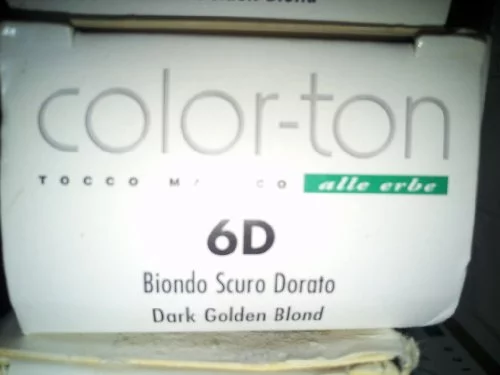 color-ton
TOCCO alle erbe
6D
Biondo Scuro Dorato
Dark Golden Blond